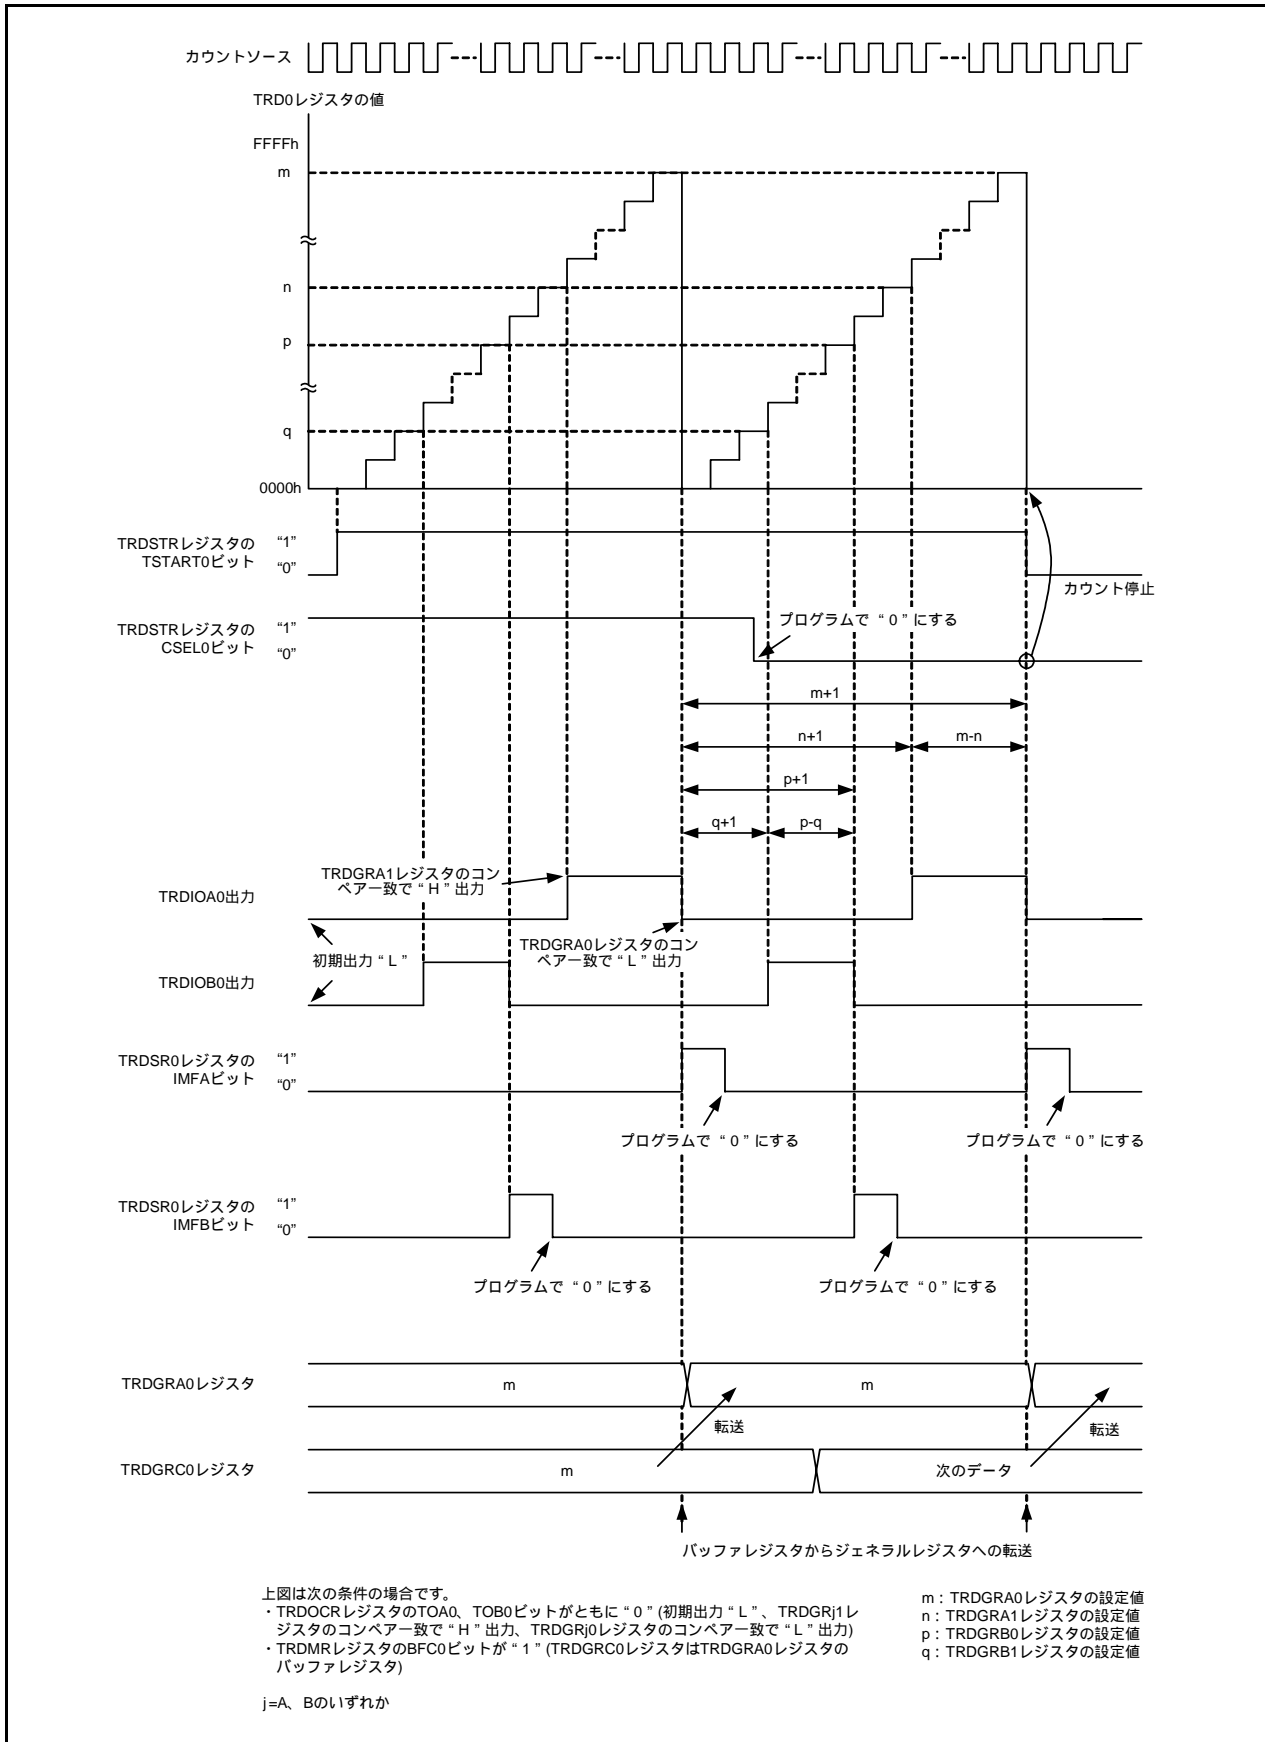 カウントソース
TRD0レジスタの値
FFFFh
m
n
p
q
0000h
TRDSTRレジスタの
TSTART0ビット
“1”
“0”
カウント停止
TRDSTRレジスタの
CSEL0ビット
“1”
“0”
プログラムで “ 0 ” にする
m+1
n+1
m-n
p+1
q+1
p-q
TRDIOA0出力
TRDGRA1レジスタのコン
ペア一致で “ H ” 出力
TRDGRA0レジスタのコン
ペア一致で “ L ” 出力
初期出力 “ L ”
TRDIOB0出力
TRDSR0レジスタの
IMFAビット
“1”
“0”
プログラムで “ 0 ” にする
プログラムで “ 0 ” にする
TRDSR0レジスタの
IMFBビット
“1”
“0”
プログラムで “ 0 ” にする
プログラムで “ 0 ” にする
TRDGRA0レジスタ
m
m
転送
転送
TRDGRC0レジスタ
m
次のデータ
バッファレジスタからジェネラルレジスタへの転送
上図は次の条件の場合です。
・TRDOCRレジスタのTOA0、TOB0ビットがともに “ 0 ” (初期出力 “ L ” 、TRDGRj1レ
ジスタのコンペア一致で “ H ” 出力、TRDGRj0レジスタのコンペア一致で “ L ” 出力)
・TRDMRレジスタのBFC0ビットが “ 1 ” (TRDGRC0レジスタはTRDGRA0レジスタの
バッファレジスタ)
j=A、Bのいずれか
m : TRDGRA0レジスタの設定値
n : TRDGRA1レジスタの設定値
p : TRDGRB0レジスタの設定値
q : TRDGRB1レジスタの設定値